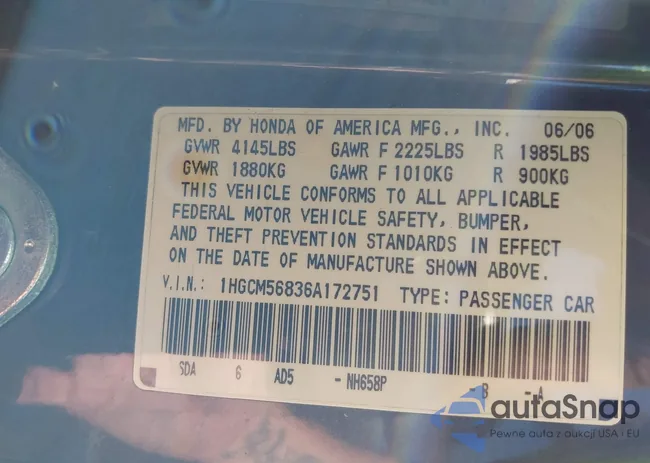 MFD. BY HONDA OF AMERICA MFG., INC. 06/06
GVWR 4145LBS GAWR F 2225LBS R 1985LBS
GVWR 1880KG GAWR F 1010KG R 900KG
THIS VEHICLE CONFORMS TO ALL APPLICABLE
FEDERAL MOTOR VEHICLE SAFETY, BUMPER,
AND THEFT PREVENTION STANDARDS IN EFFECT
ON THE DATE OF MANUFACTURE SHOWN ABOVE.
V.I.N.: 1HGCM56836A172751 TYPE: PASSENGER CAR
SDA 6 AD5 -NH658P -B -A
autaSnap
Pewne auta z aukcji USA i EU